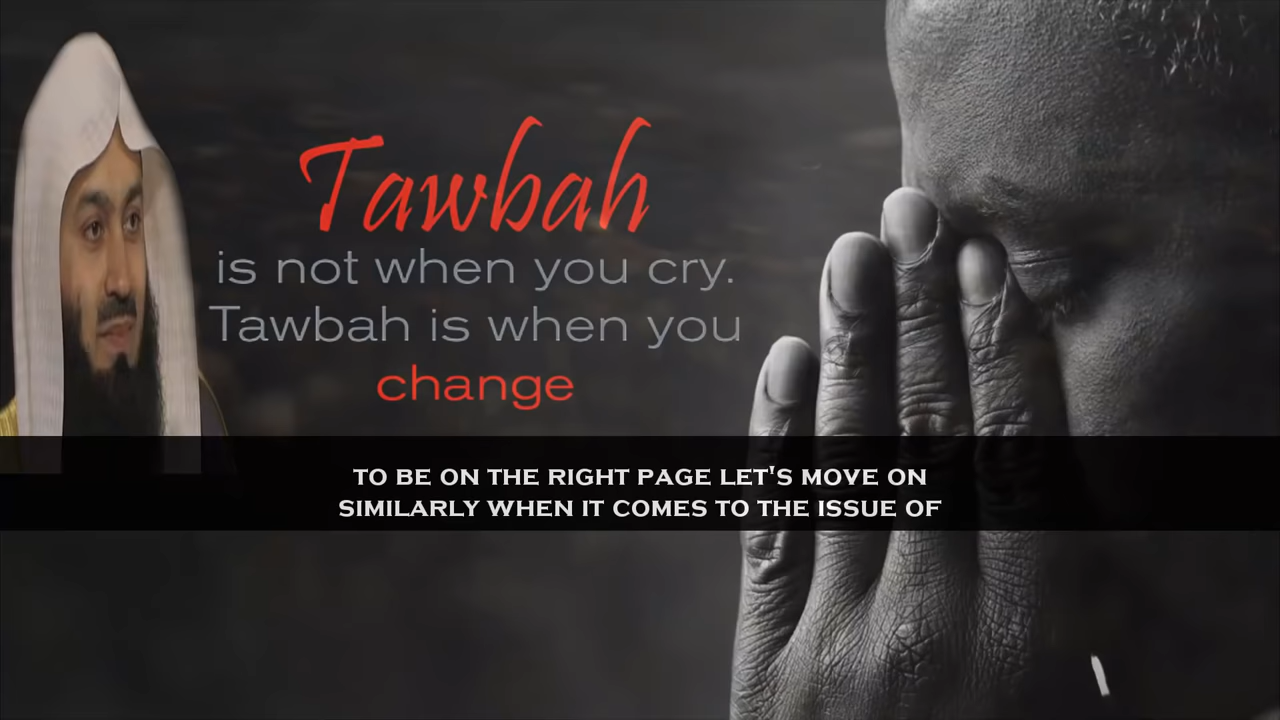 Tawbah
is not when you cry.
Tawbah is when you
change
TO BE ON THE RIGHT PAGE LET'S MOVE ON
SIMILARLY WHEN IT COMES TO THE ISSUE OF